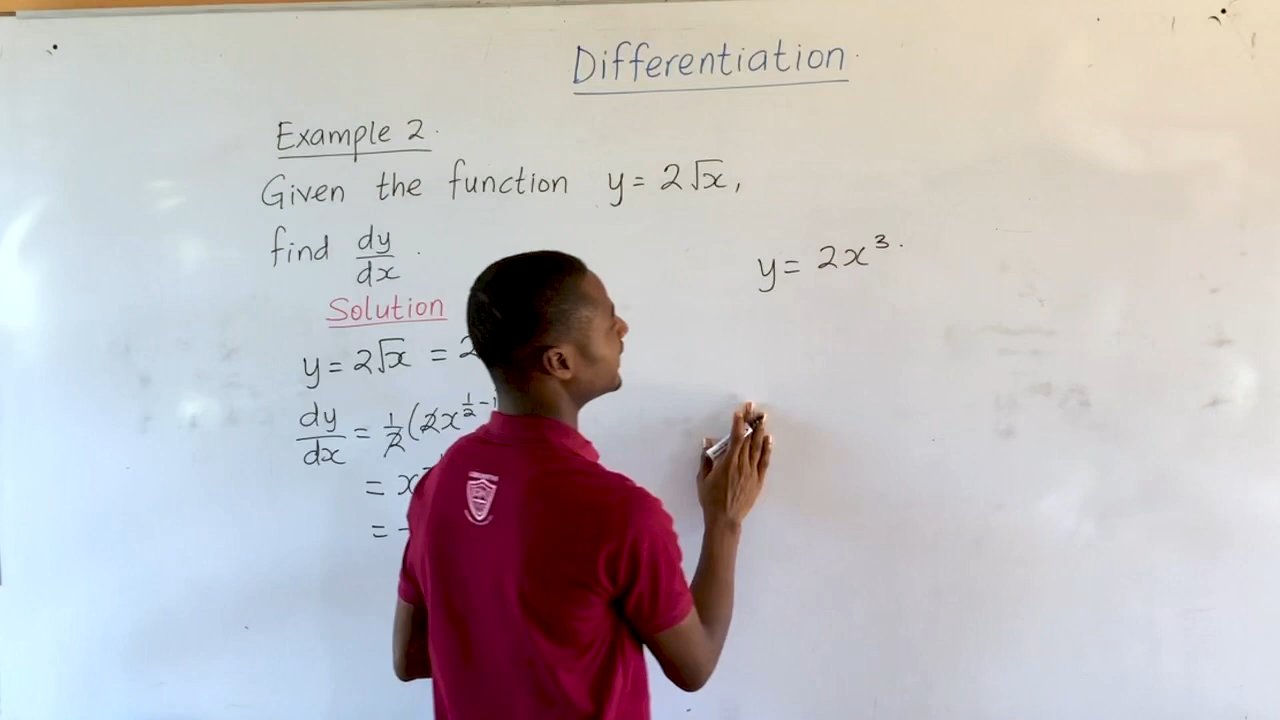 Differentiation
Example 2.
Given the function y = 2√x,
find dy/dx.
Solution
y = 2√x = 2
dy/dx = 1/2(2x^{1/2-1}
= x
= -
y = 2x³.